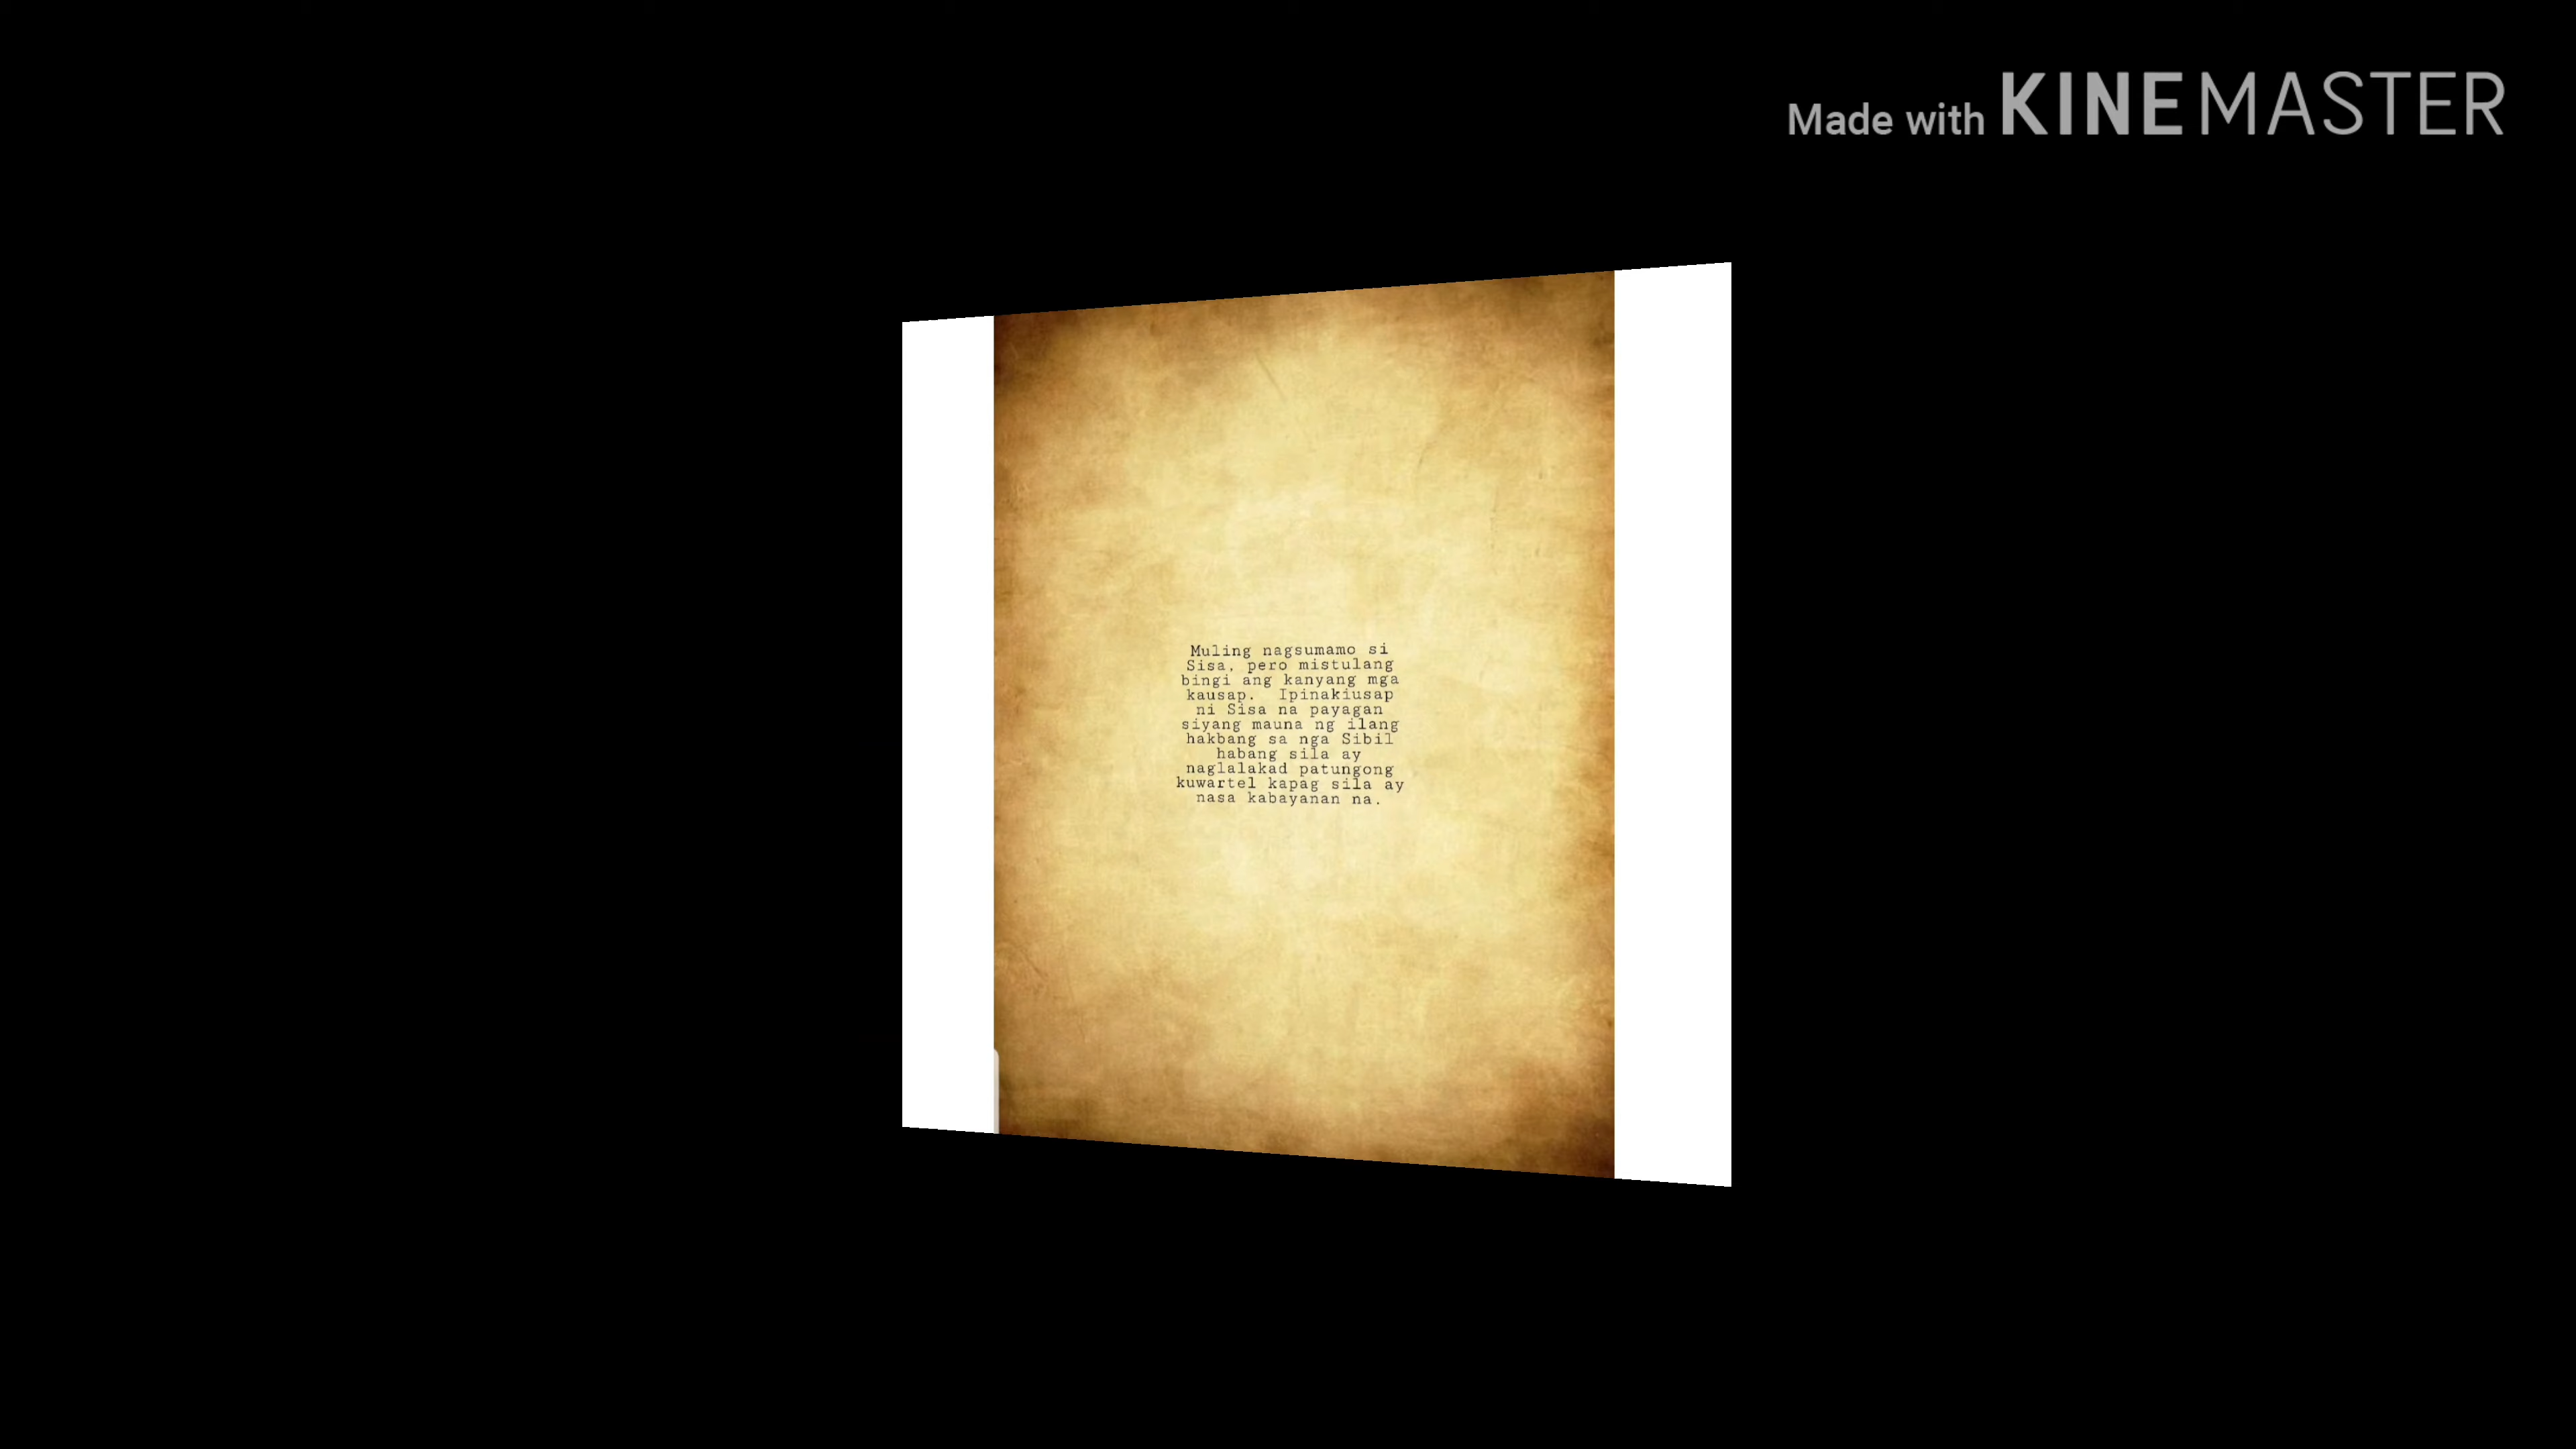 Made with KINEMASTER
Muling nagsumamo si
Sisa, pero mistulang
bingi ang kanyang mga
kausap. Ipinakiusap
ni Sisa na payagan
siyang mauna ng ilang
hakbang sa nga Sibil
habang sila ay
naglalakad patungong
kuwartel kapag sila ay
nasa kabayanan na.